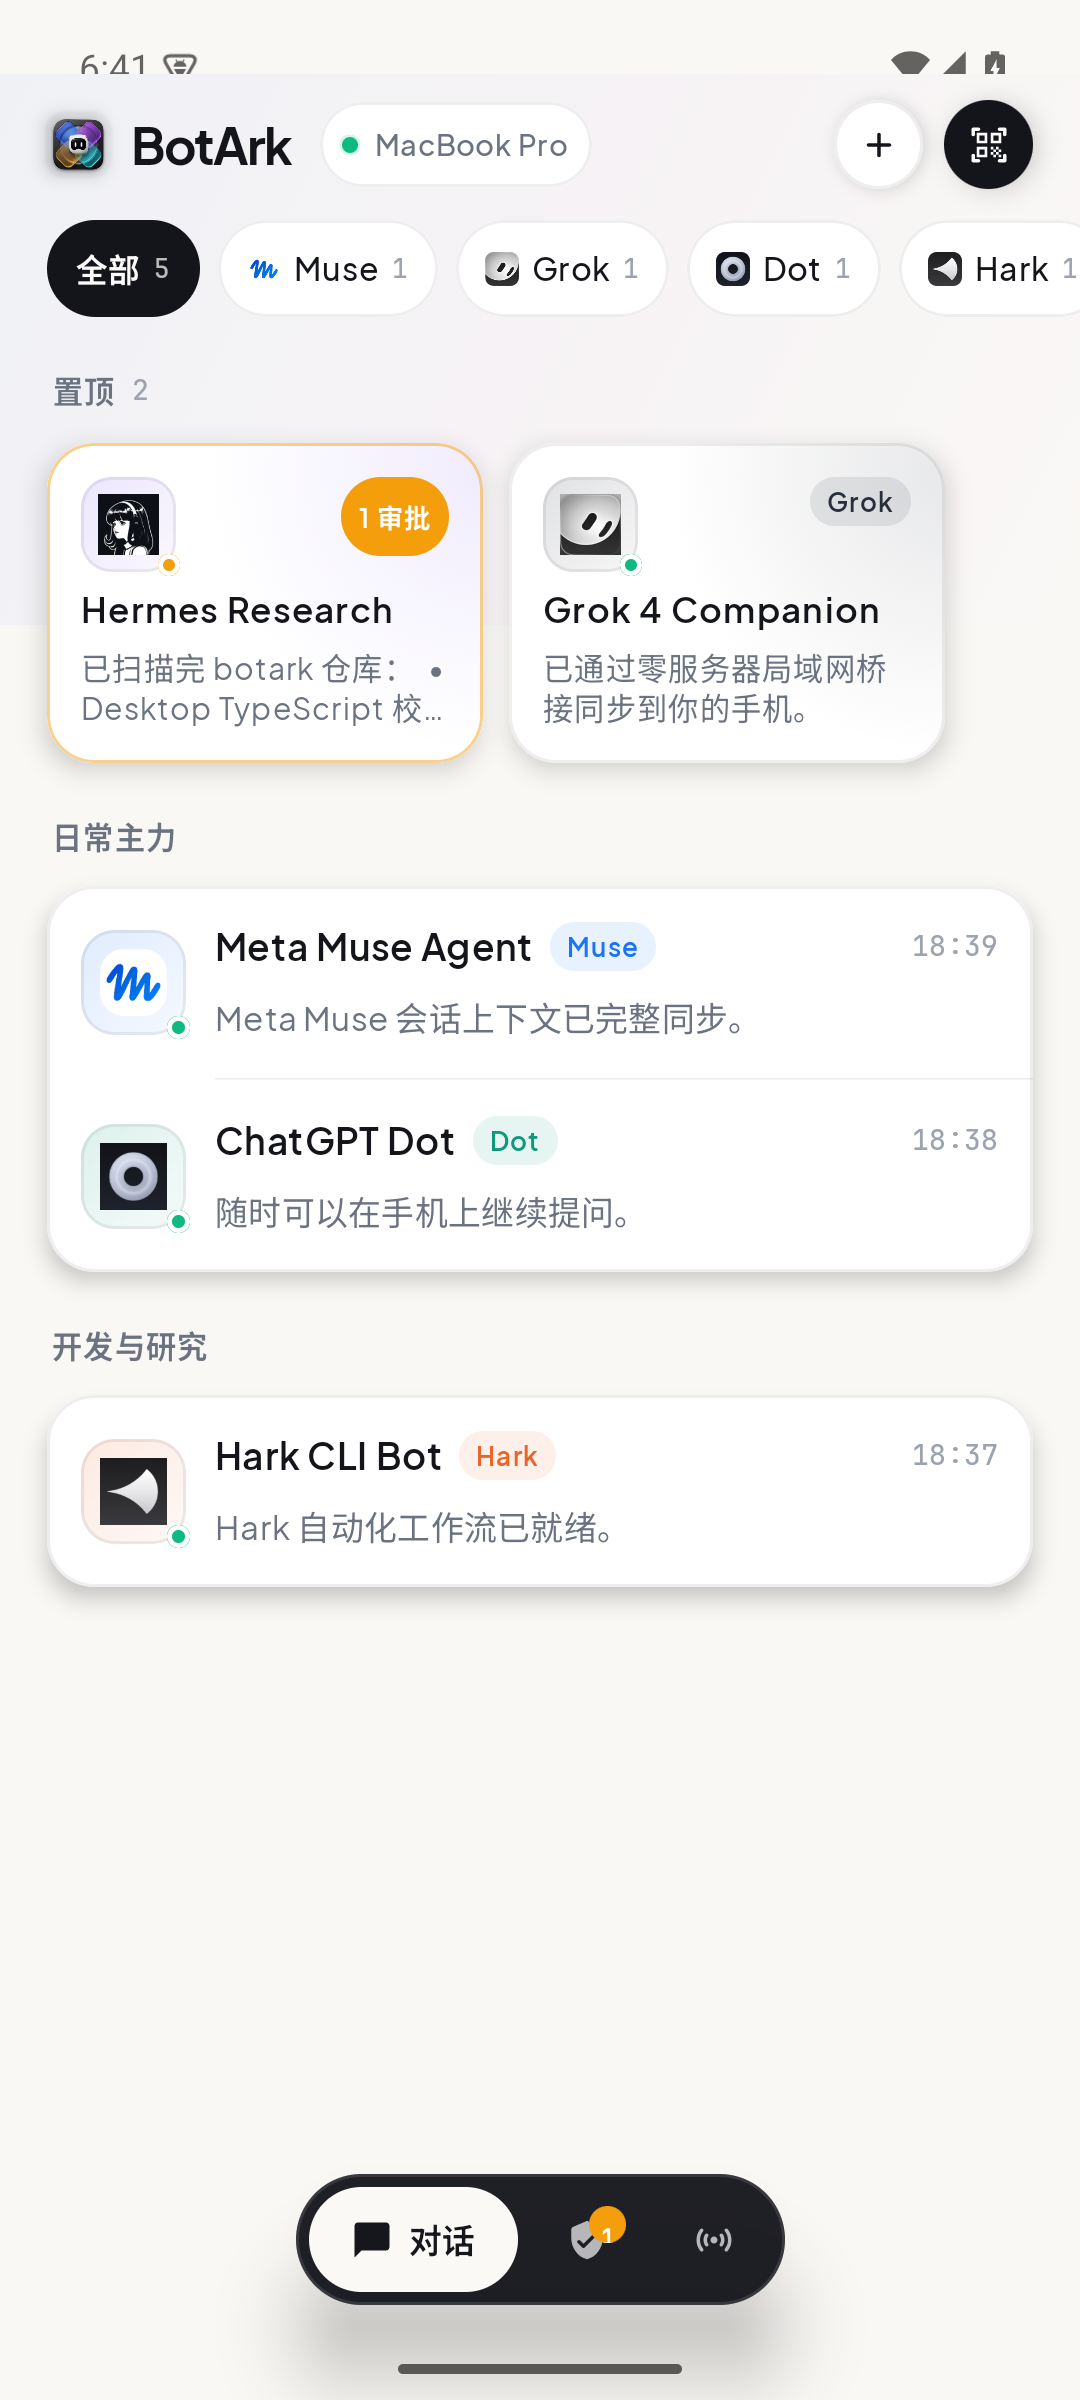 6:41
BotArk
MacBook Pro
全部 5
Muse 1
Grok 1
Dot 1
Hark 1
置顶 2
1 审批
Hermes Research
已扫描完 botark 仓库： •
Desktop TypeScript 校…
Grok
Grok 4 Companion
已通过零服务器局域网桥
接同步到你的手机。
日常主力
Meta Muse Agent Muse 18:39
Meta Muse 会话上下文已完整同步。
ChatGPT Dot Dot 18:38
随时可以在手机上继续提问。
开发与研究
Hark CLI Bot Hark 18:37
Hark 自动化工作流已就绪。
对话
1